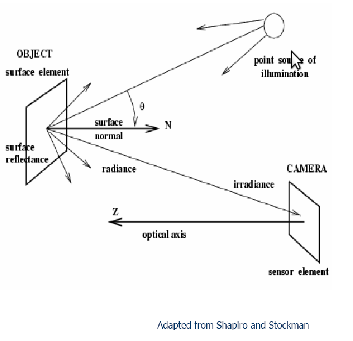 OBJECT
surface element
point of
illumination
θ
surface
normal
N
surface
reflectance
radiance
irradiance
CAMERA
Z
optical axis
sensor element
Adapted from Shapiro and Stockman